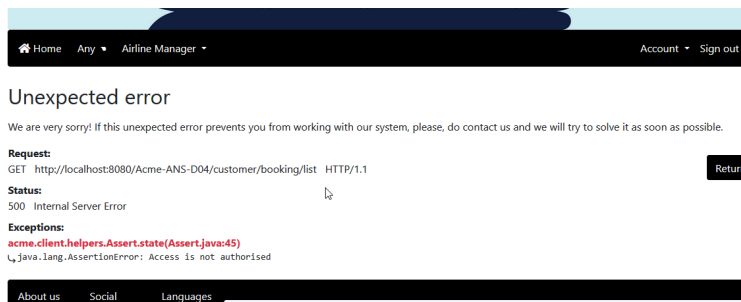 Home Any Airline Manager Account Sign out
Unexpected error
We are very sorry! If this unexpected error prevents you from working with our system, please, do contact us and we will try to solve it as soon as possible.
Request:
GET http://localhost:8080/Acme-ANS-D04/customer/booking/list HTTP/1.1
Retur
Status:
500 Internal Server Error
Exceptions:
acme.client.helpers.Assert.state(Assert.java:45)
java.lang.AssertionError: Access is not authorised
About us Social Languages